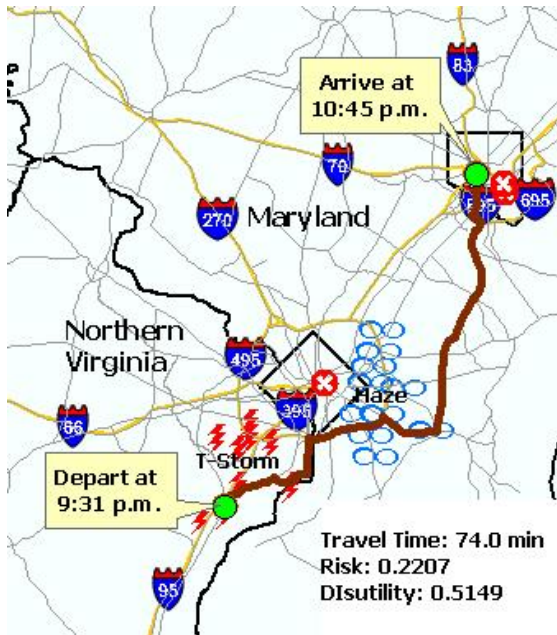 83
Arrive at
10:45 p.m.
70
695
695
270
Maryland
Northern
Virginia
495
Haze
395
66
T-Storm
Depart at
9:31 p.m.
95
Travel Time: 74.0 min
Risk: 0.2207
DIsutility: 0.5149